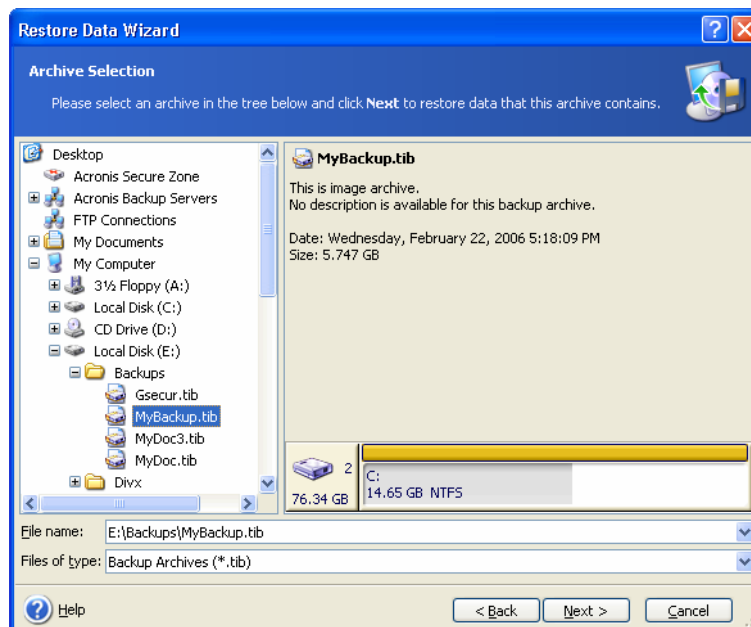 Restore Data Wizard
Archive Selection
Please select an archive in the tree below and click Next to restore data that this archive contains.
Desktop
Acronis Secure Zone
Acronis Backup Servers
FTP Connections
My Documents
My Computer
3½ Floppy (A:)
Local Disk (C:)
CD Drive (D:)
Local Disk (E:)
Backups
Gsecur.tib
MyBackup.tib
MyDoc3.tib
MyDoc.tib
Divx
MyBackup.tib
This is image archive.
No description is available for this backup archive.
Date: Wednesday, February 22, 2006 5:18:09 PM
Size: 5.747 GB
2
76.34 GB
C:
14.65 GB NTFS
File name: E:\Backups\MyBackup.tib
Files of type: Backup Archives (*.tib)
Help
< Back
Next >
Cancel